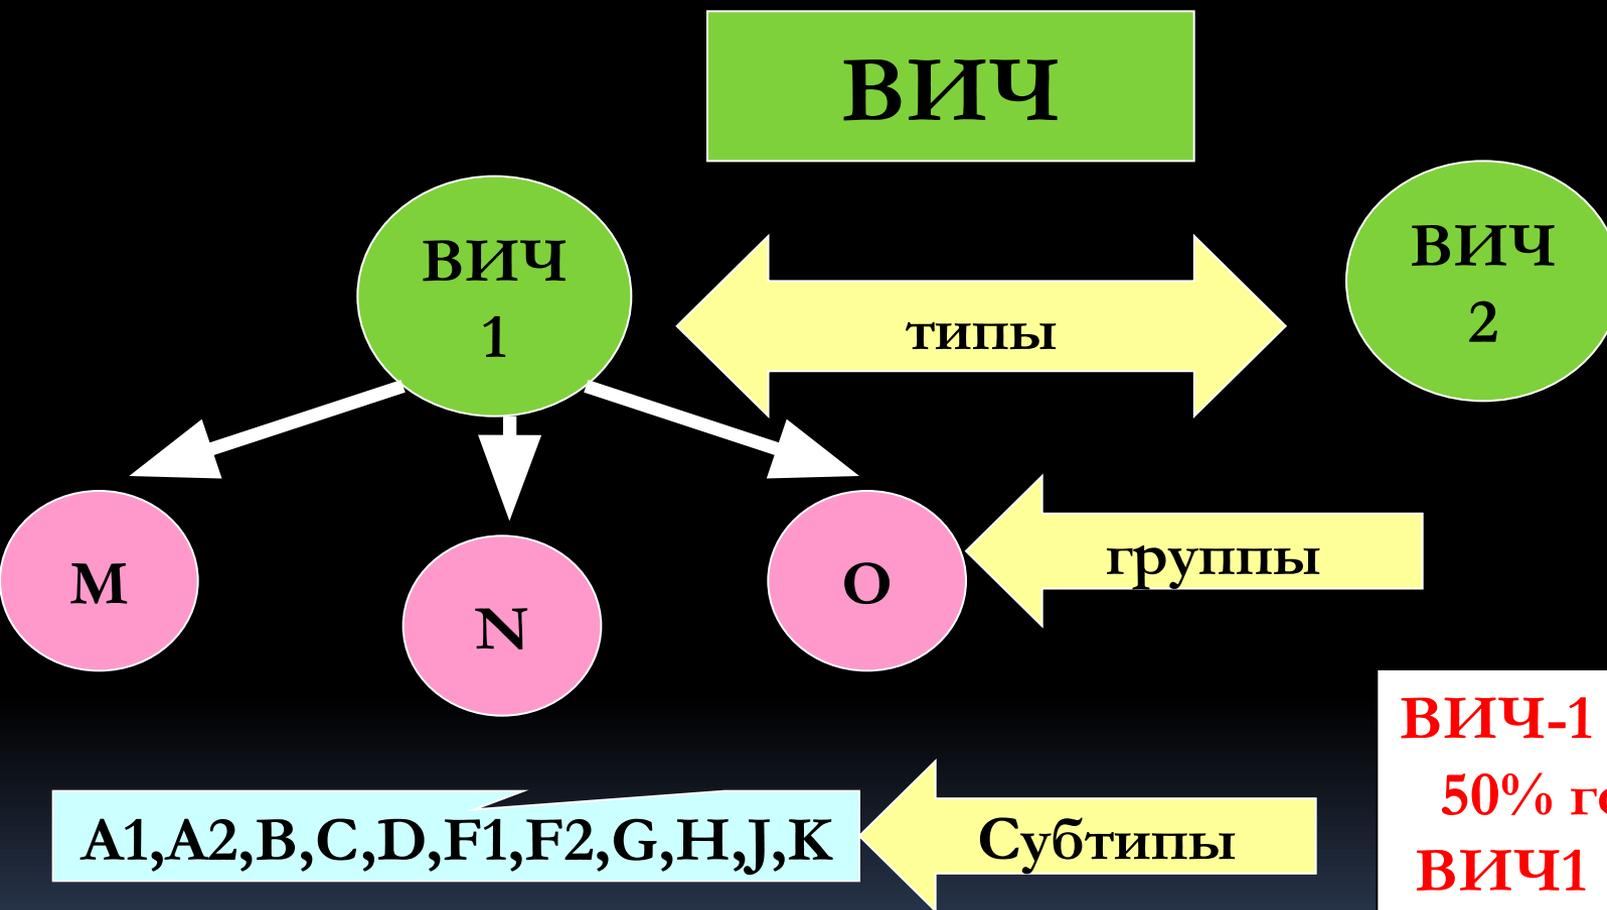 ВИЧ
ВИЧ
1
типы
ВИЧ
2
M
N
O
группы
A1,A2,B,C,D,F1,F2,G,H,J,K
Субтипы
ВИЧ-1
50%
ВИЧ1